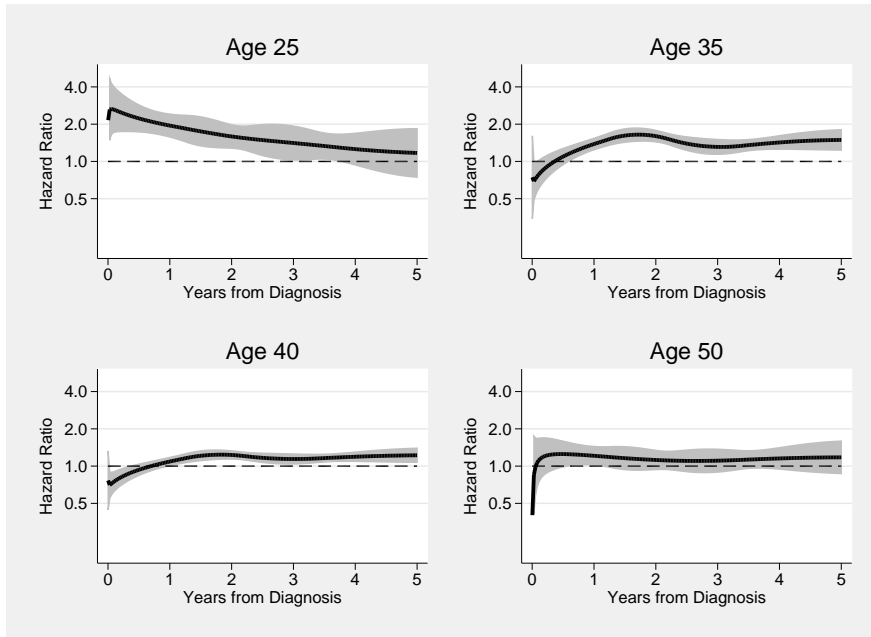 Age 25
4.0
2.0
1.0
0.5
Hazard Ratio
0 1 2 3 4 5
Years from Diagnosis
Age 35
4.0
2.0
1.0
0.5
Hazard Ratio
0 1 2 3 4 5
Years from Diagnosis
Age 40
4.0
2.0
1.0
0.5
Hazard Ratio
0 1 2 3 4 5
Years from Diagnosis
Age 50
4.0
2.0
1.0
0.5
Hazard Ratio
0 1 2 3 4 5
Years from Diagnosis